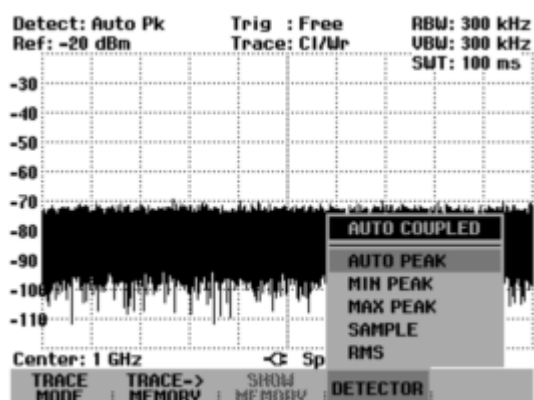 Detect: Auto Pk Trig : Free RBW: 300 kHz
Ref: -20 dBm Trace: Cl/Wr VBW: 300 kHz
SWT: 100 ms
-30
-40
-50
-60
-70
-80
-90
-100
-110
AUTO COUPLED
AUTO PEAK
MIN PEAK
MAX PEAK
SAMPLE
RMS
Center: 1 GHz Sp
TRACE MODE
TRACE-> MEMORY
SHOW MEMORY
DETECTOR